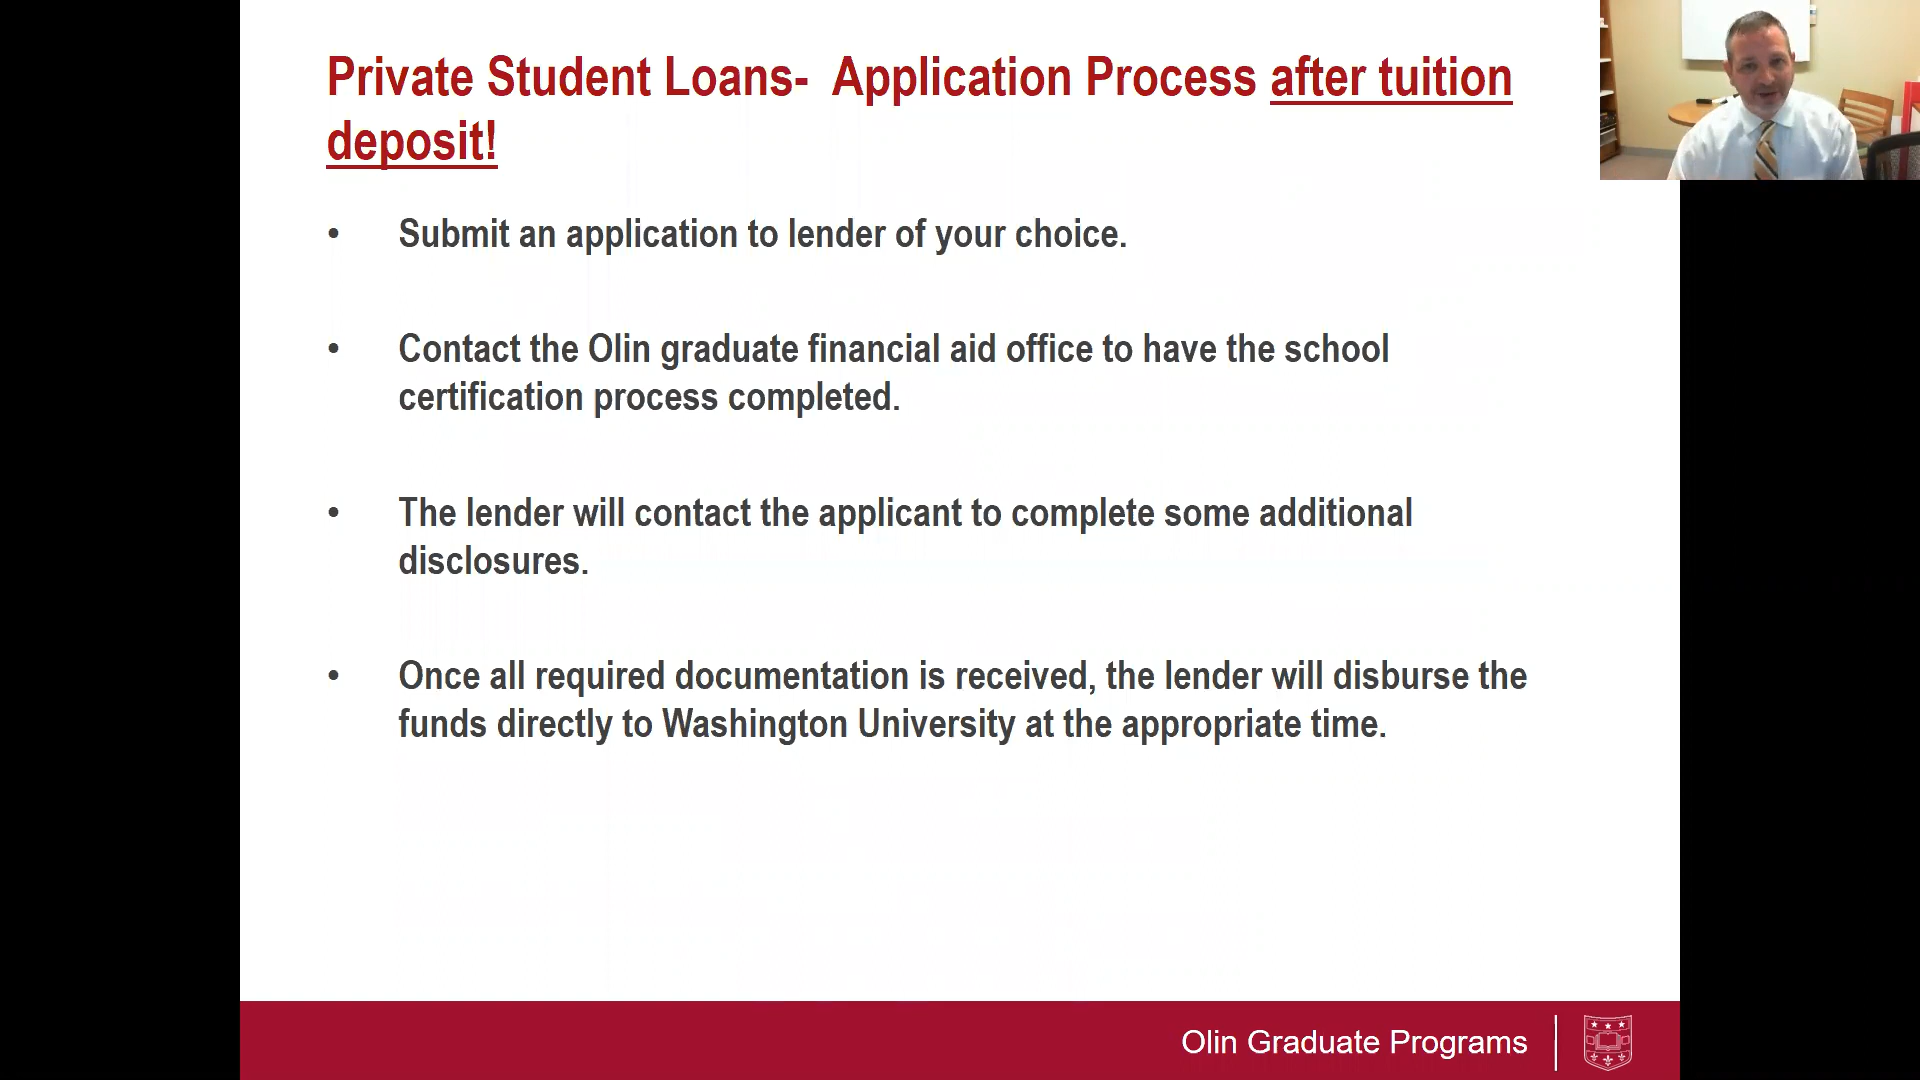 Private Student Loans-  Application Process after tuition
deposit!
• Submit an application to lender of your choice.
• Contact the Olin graduate financial aid office to have the school
certification process completed.
• The lender will contact the applicant to complete some additional
disclosures.
• Once all required documentation is received, the lender will disburse the
funds directly to Washington University at the appropriate time.
Olin Graduate Programs